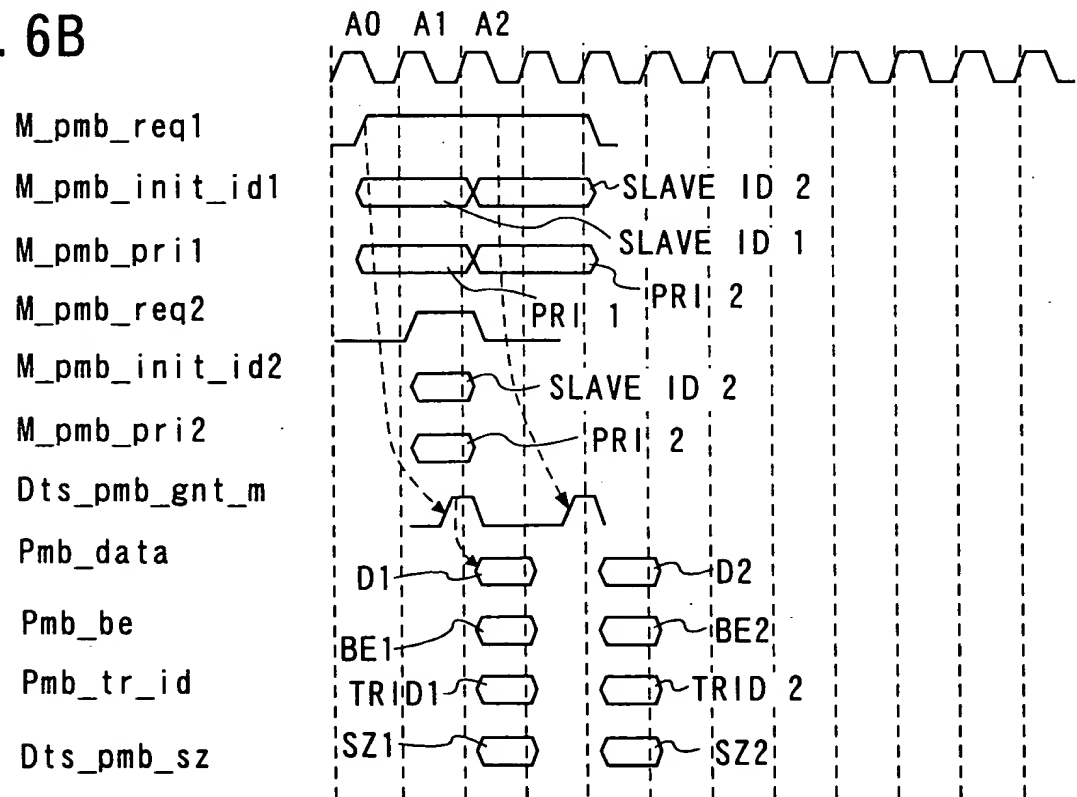 . 6B
A0 A1 A2
M_pmb_req1
M_pmb_init_id1
SLAVE ID 2
SLAVE ID 1
M_pmb_pri1
PRI 2
PRI 1
M_pmb_req2
M_pmb_init_id2
SLAVE ID 2
M_pmb_pri2
PRI 2
Dts_pmb_gnt_m
Pmb_data
D1
D2
Pmb_be
BE1
BE2
Pmb_tr_id
TRID1
TRID 2
Dts_pmb_sz
SZ1
SZ2